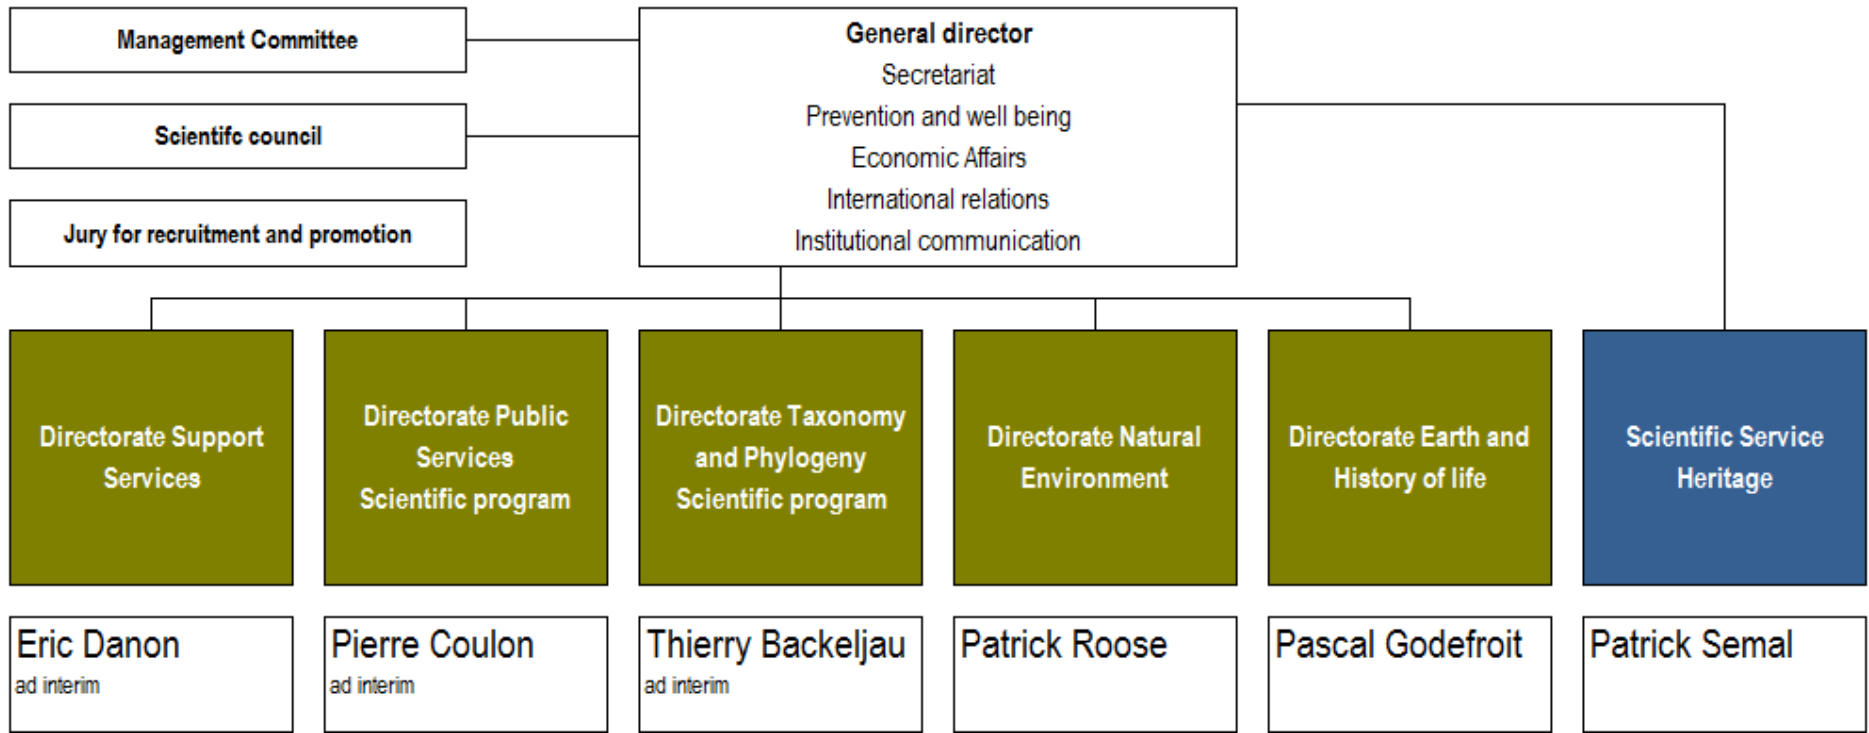 Management Committee
Scientifc council
Jury for recruitment and promotion
General director
Secretariat
Prevention and well being
Economic Affairs
International relations
Institutional communication
Directorate Support
Services
Directorate Public
Services
Scientific program
Directorate Taxonomy
and Phylogeny
Scientific program
Directorate Natural
Environment
Directorate Earth and
History of life
Scientific Service
Heritage
Eric Danon
ad interim
Pierre Coulon
ad interim
Thierry Backeljau
ad interim
Patrick Roose
Pascal Godefroit
Patrick Semal